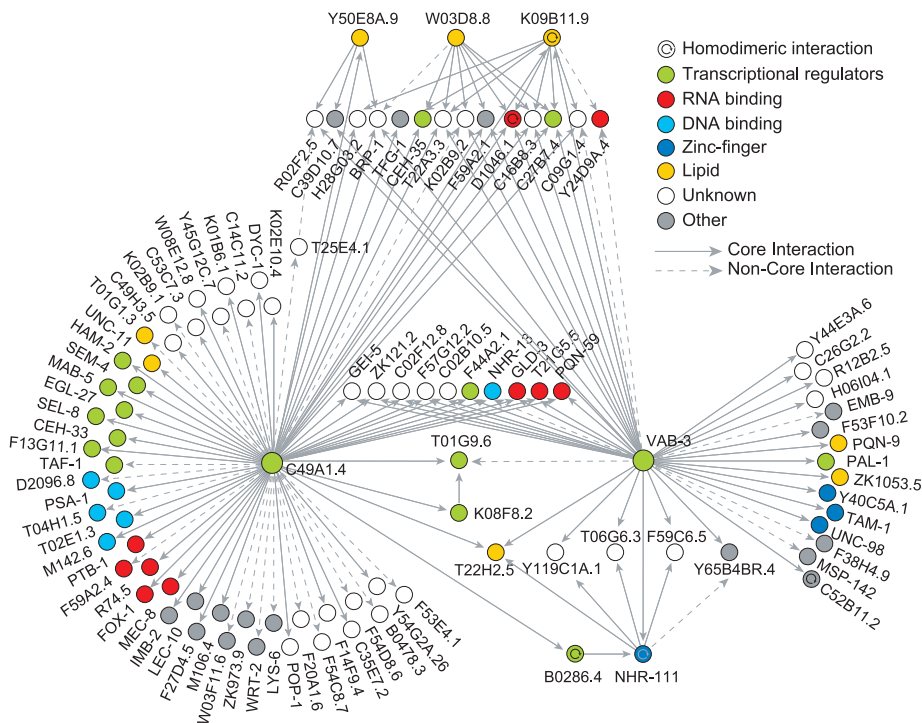 Y50E8A.9
W03D8.8
K09B11.9
Homodimeric interaction
Transcriptional regulators
RNA binding
DNA binding
Zinc-finger
Lipid
Unknown
Other
Core Interaction
Non-Core Interaction
R02F2.5
C39D10.7
H28G03.2
BRP-1
TFG-1
CEH-35
T22A3.3
K02B9.2
F59A2.1
D1046.1
C16B8.3
C27B7.4
C09G1.4
Y24D9A.4
T25E4.1
K02E10.4
DYC-1
C14C11.2
K01B6.1
Y45G12C.7
W08E12.8
C53C7.3
K02B9.1
C49H3.5
T01G1.3
UNC-11
HAM-2
SEM-4
MAB-5
EGL-27
SEL-8
CEH-33
F13G11.1
TAF-1
D2096.8
PSA-1
T04H1.5
T02E1.3
M142.6
PTB-1
F59A2.4
R74.5
FOX-1
MEC-8
IMB-2
LEC-10
F27D4.5
M106.4
W03F11.6
ZK973.9
WRT-2
LYS-6
POP-1
F20A1.6
F54C8.7
F14F9.4
C35E7.2
F54D8.6
B0478.3
Y54G2A.26
F53E4.1
C49A1.4
GEI-5
ZK121.2
C02F12.8
F57G12.2
C02B10.5
F44A2.1
NHR-13
GLD-3
T21G5.5
PQN-59
T01G9.6
VAB-3
K08F8.2
T22H2.5
Y119C1A.1
T06G6.3
F59C6.5
Y65B4BR.4
B0286.4
NHR-111
Y44E3A.6
C26G2.2
R12B2.5
H06I04.1
EMB-9
F53F10.2
PQN-9
PAL-1
ZK1053.5
Y40C5A.1
TAM-1
UNC-98
F38H4.9
MSP-142
C52B11.2